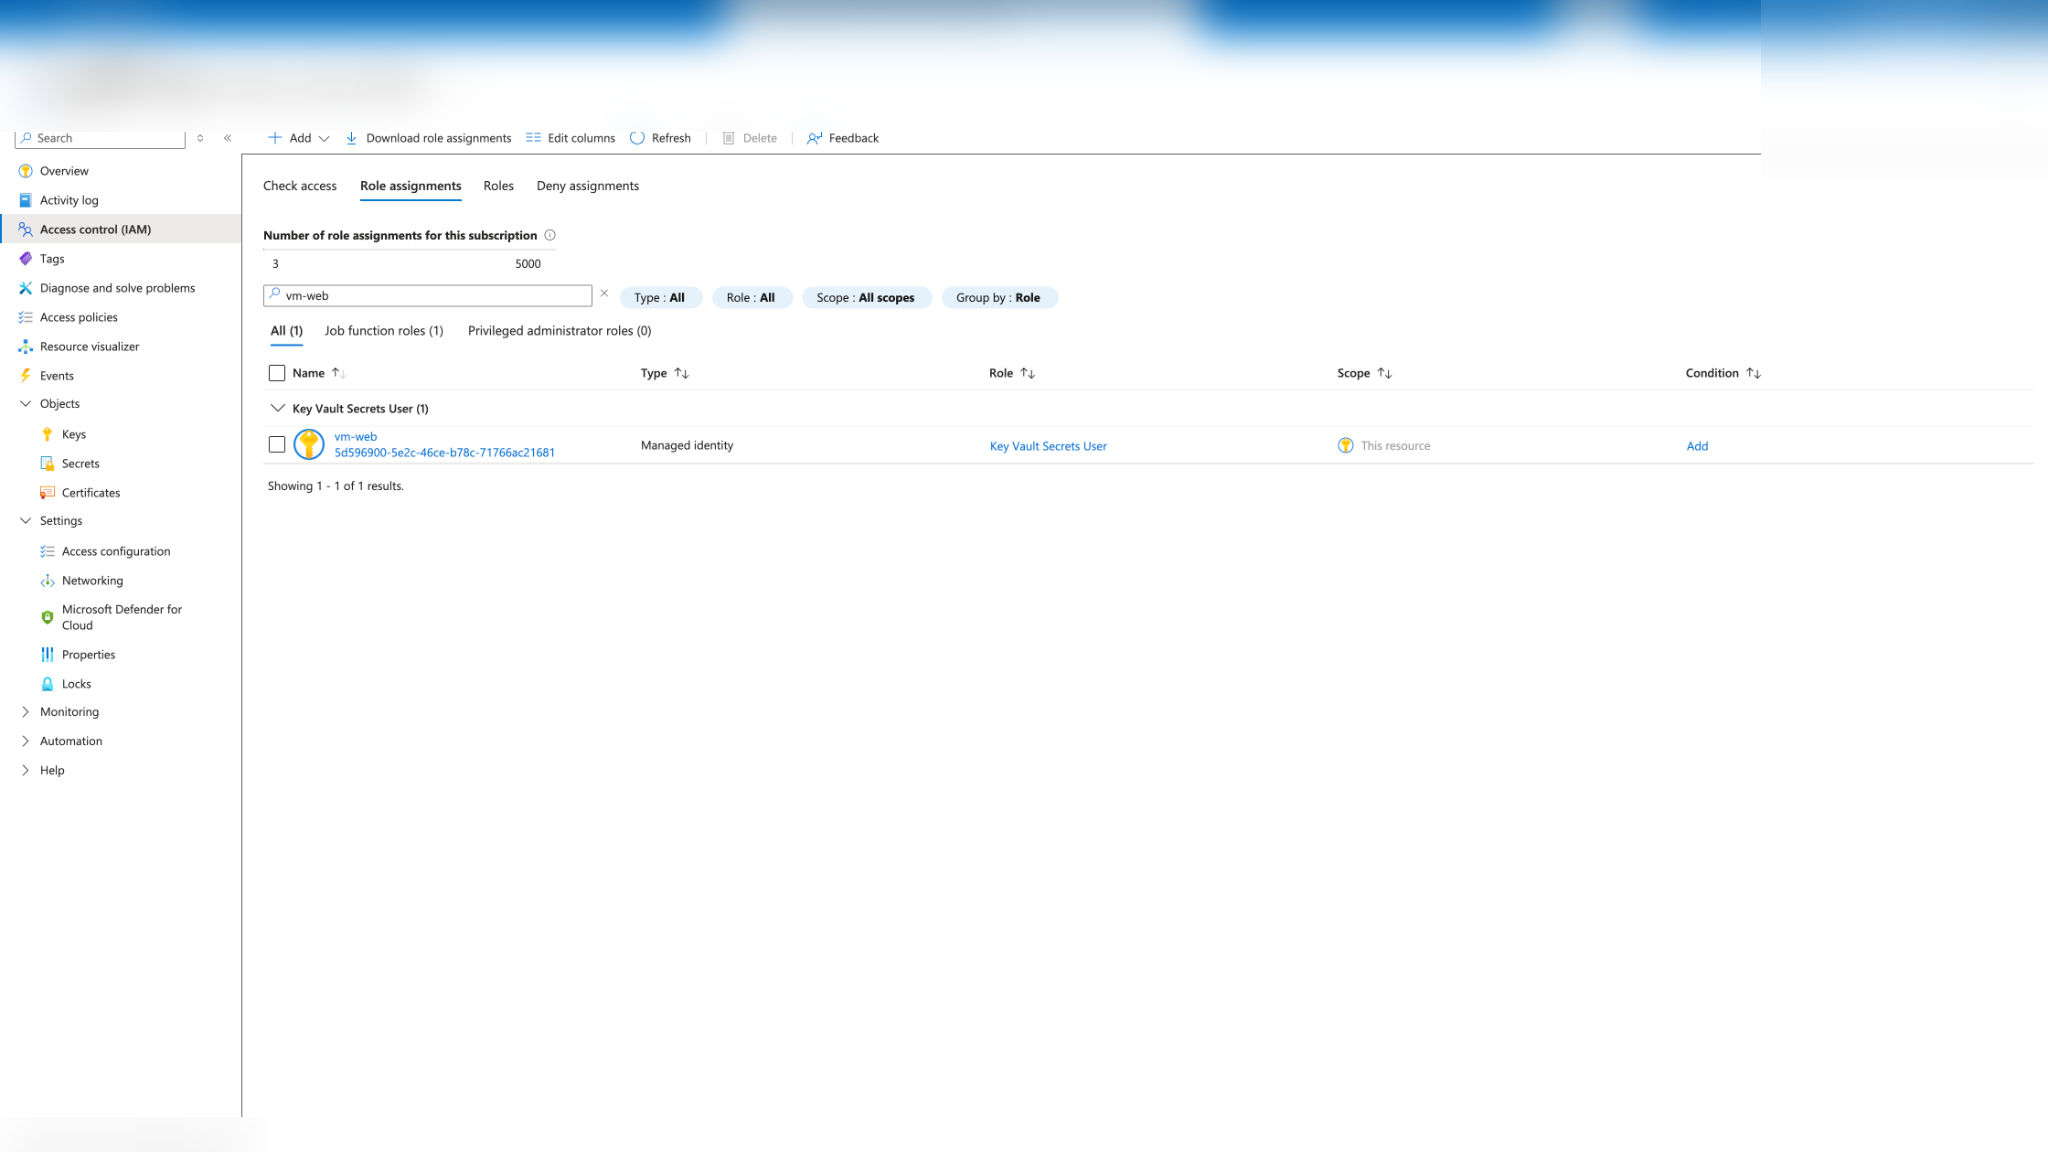 Search
Add
Download role assignments
Edit columns
Refresh
Delete
Feedback
Overview
Activity log
Access control (IAM)
Tags
Diagnose and solve problems
Access policies
Resource visualizer
Events
Objects
Keys
Secrets
Certificates
Settings
Access configuration
Networking
Microsoft Defender for
Cloud
Properties
Locks
Monitoring
Automation
Help
Check access
Role assignments
Roles
Deny assignments
Number of role assignments for this subscription
3
5000
vm-web
Type : All
Role : All
Scope : All scopes
Group by : Role
All (1)
Job function roles (1)
Privileged administrator roles (0)
Name
Type
Role
Scope
Condition
Key Vault Secrets User (1)
vm-web
5d596900-5e2c-46ce-b78c-71766ac21681
Managed identity
Key Vault Secrets User
This resource
Add
Showing 1 - 1 of 1 results.